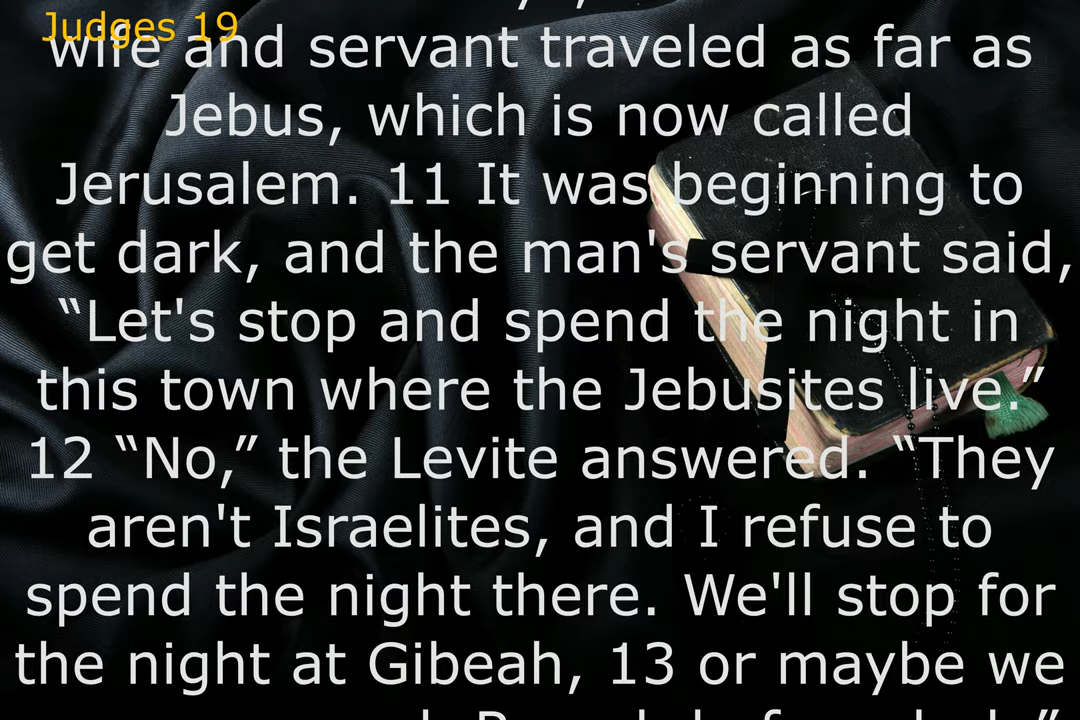 Judges 19
wife and servant traveled as far as
Jebus, which is now called
Jerusalem. 11 It was beginning to
get dark, and the man's servant said,
“Let's stop and spend the night in
this town where the Jebusites live.”
12 “No,” the Levite answered. “They
aren't Israelites, and I refuse to
spend the night there. We'll stop for
the night at Gibeah, 13 or maybe we